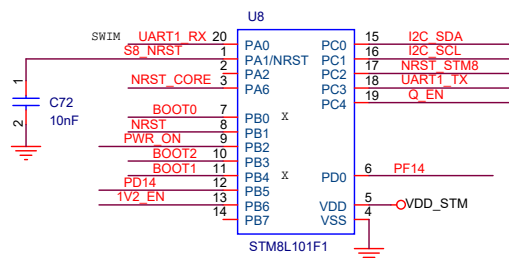 U8
SWIM UART1_RX 20 PA0 PC0 15 I2C_SDA
S8_NRST 1 PA1/NRST PC1 16 I2C_SCL
2 PA2 PC2 17 NRST_STM8
NRST_CORE 3 PA6 PC3 18 UART1_TX
PC4 19 Q_EN
1
C72
2
10nF
BOOT0 7 PB0 X
NRST 8 PB1
PWR_ON 9 PB2
BOOT2 10 PB3
BOOT1 11 PB4 X PD0 6 PF14
PD14 12 PB5
1V2_EN 13 PB6 VDD 5 VDD_STM
14 PB7 VSS 4
STM8L101F1